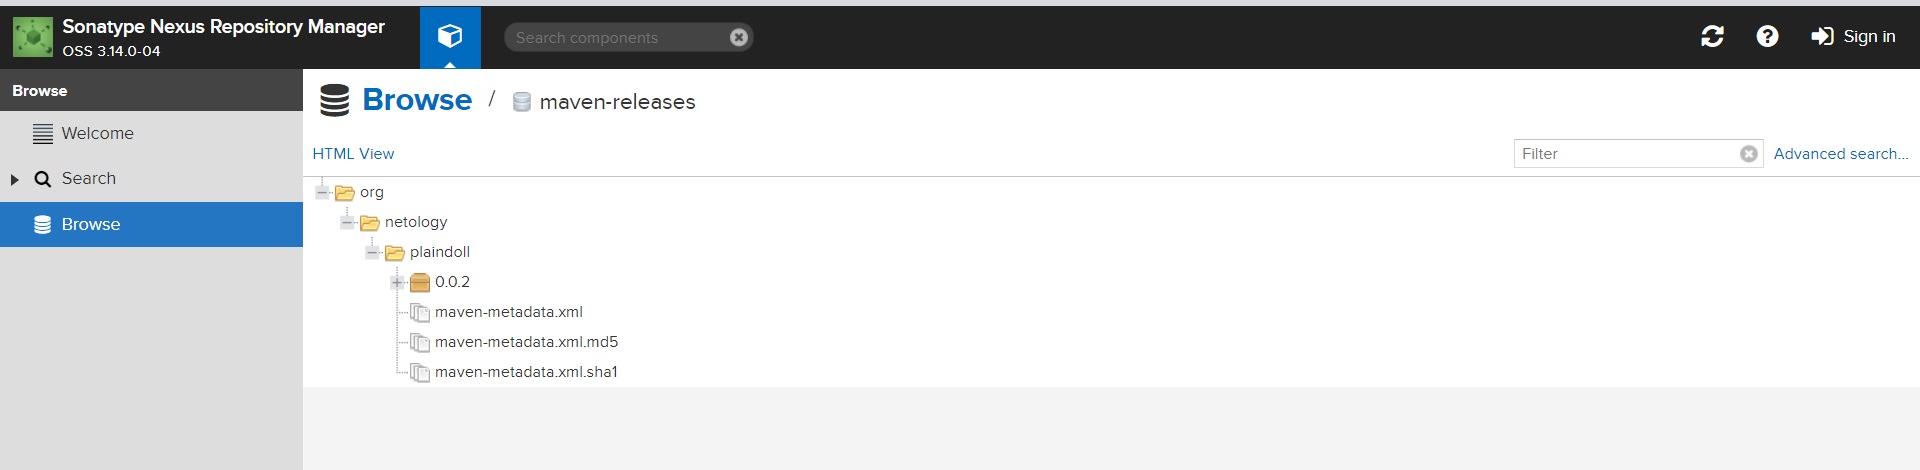 Sonatype Nexus Repository Manager
OSS 3.14.0-04
Search components
Sign in
Browse
Welcome
Search
Browse
Browse / maven-releases
HTML View
Filter
Advanced search...
org
netology
plaindoll
0.0.2
maven-metadata.xml
maven-metadata.xml.md5
maven-metadata.xml.sha1